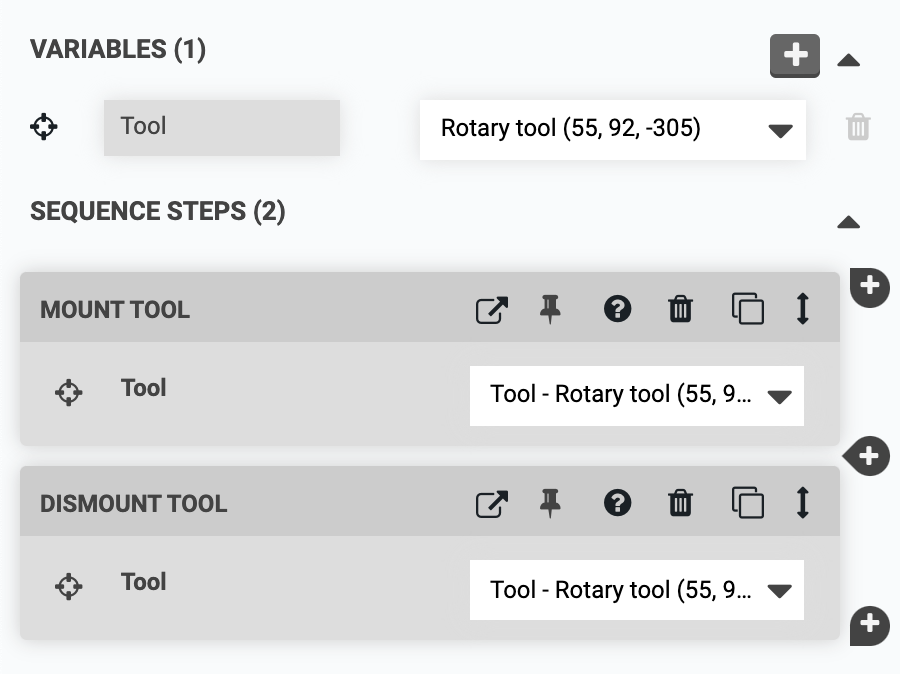 VARIABLES (1)
Tool
Rotary tool (55, 92, -305)
SEQUENCE STEPS (2)
MOUNT TOOL
Tool
Tool - Rotary tool (55, 9...
DISMOUNT TOOL
Tool
Tool - Rotary tool (55, 9...